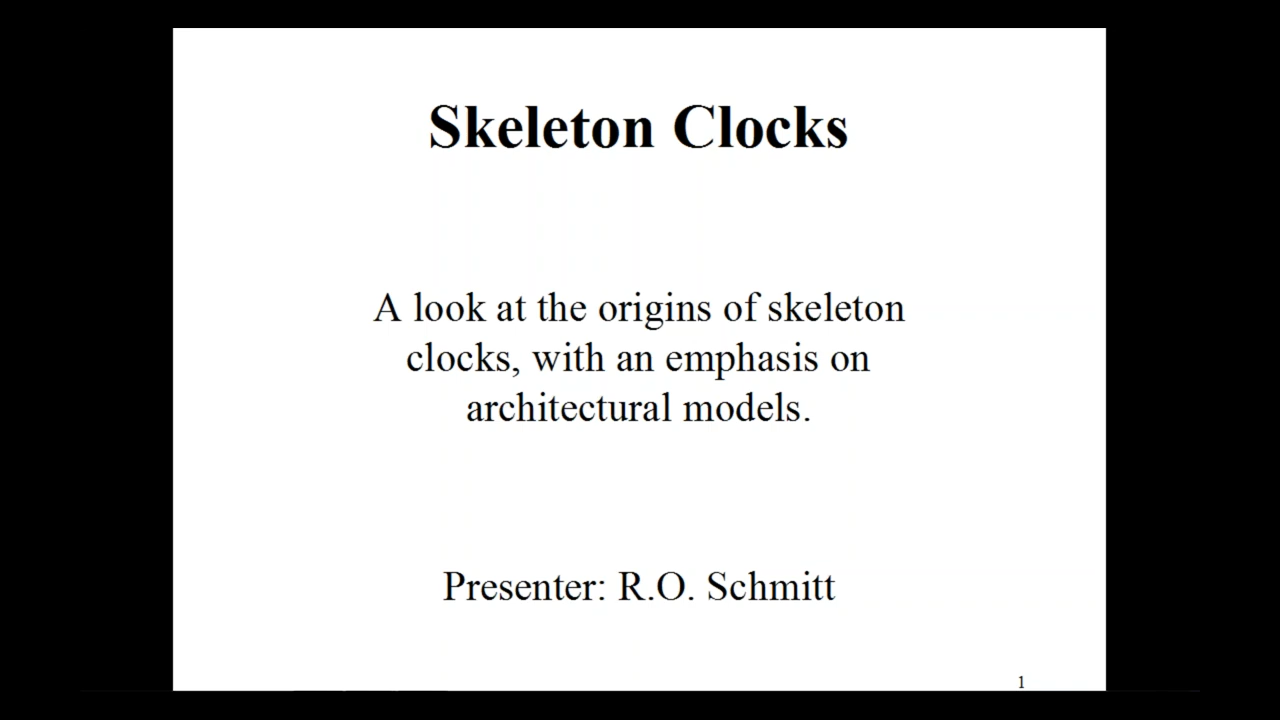 Skeleton Clocks
A look at the origins of skeleton
clocks, with an emphasis on
architectural models.
Presenter: R.O. Schmitt
1